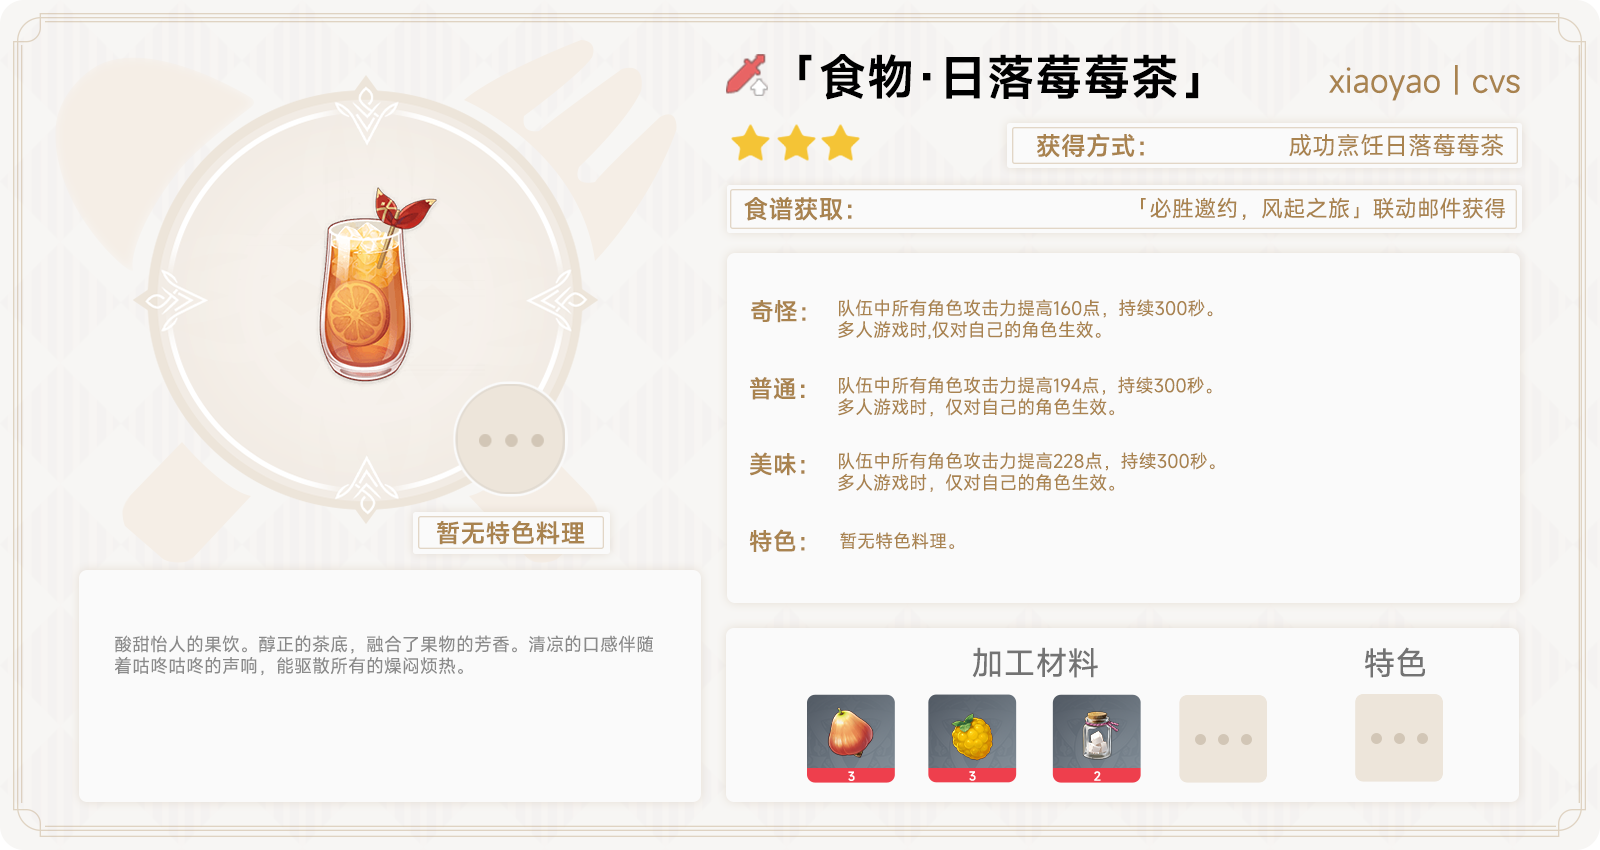 「食物·日落莓莓茶」
xiaoyao | cvs
获得方式： 成功烹饪日落莓莓茶
食谱获取： 「必胜邀约，风起之旅」联动邮件获得
奇怪： 队伍中所有角色攻击力提高160点，持续300秒。
多人游戏时,仅对自己的角色生效。
普通： 队伍中所有角色攻击力提高194点，持续300秒。
多人游戏时，仅对自己的角色生效。
美味： 队伍中所有角色攻击力提高228点，持续300秒。
多人游戏时，仅对自己的角色生效。
特色： 暂无特色料理。
暂无特色料理
酸甜怡人的果饮。醇正的茶底，融合了果物的芳香。清凉的口感伴随
着咕咚咕咚的声响，能驱散所有的燥闷烦热。
加工材料 特色
3 3 2